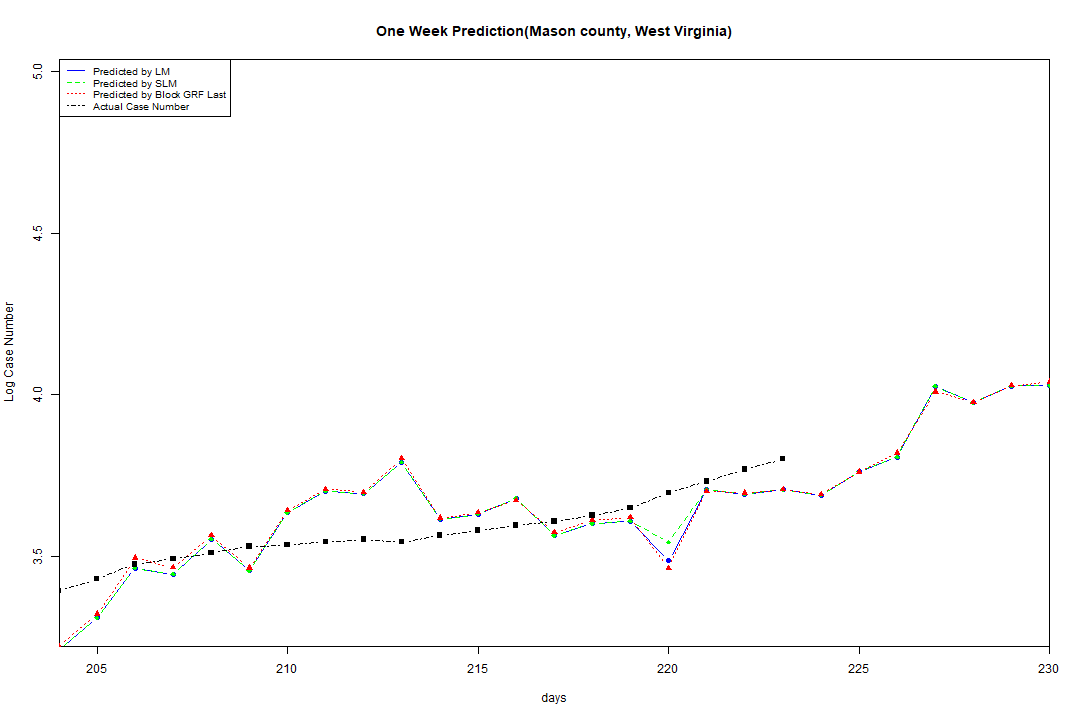 One Week Prediction(Mason county, West Virginia)
Predicted by LM
Predicted by SLM
Predicted by Block GRF Last
Actual Case Number
5.0
4.5
4.0
3.5
Log Case Number
205 210 215 220 225 230
days